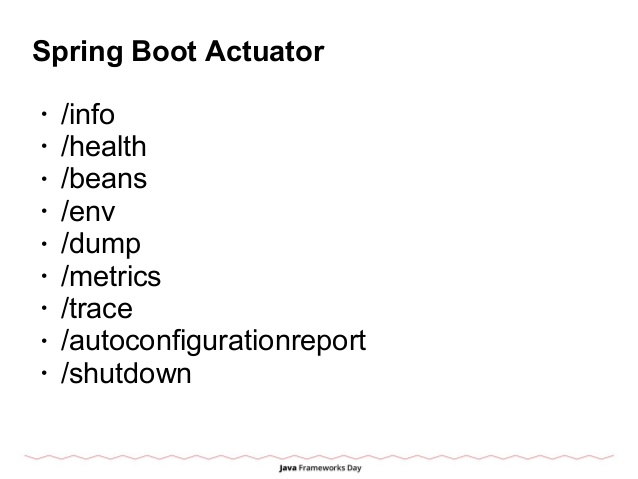 Spring Boot Actuator
• /info
• /health
• /beans
• /env
• /dump
• /metrics
• /trace
• /autoconfigurationreport
• /shutdown
Java Frameworks Day